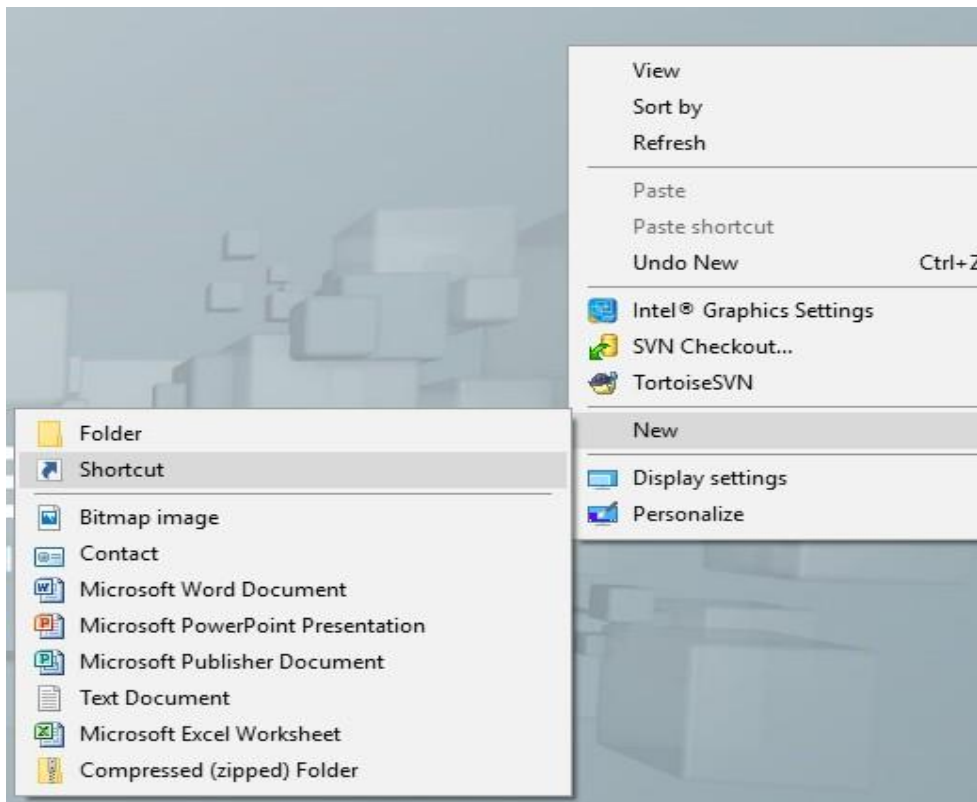 View
Sort by
Refresh
Paste
Paste shortcut
Undo New Ctrl+Z
Intel® Graphics Settings
SVN Checkout...
TortoiseSVN
New
Display settings
Personalize
Folder
Shortcut
Bitmap image
Contact
Microsoft Word Document
Microsoft PowerPoint Presentation
Microsoft Publisher Document
Text Document
Microsoft Excel Worksheet
Compressed (zipped) Folder